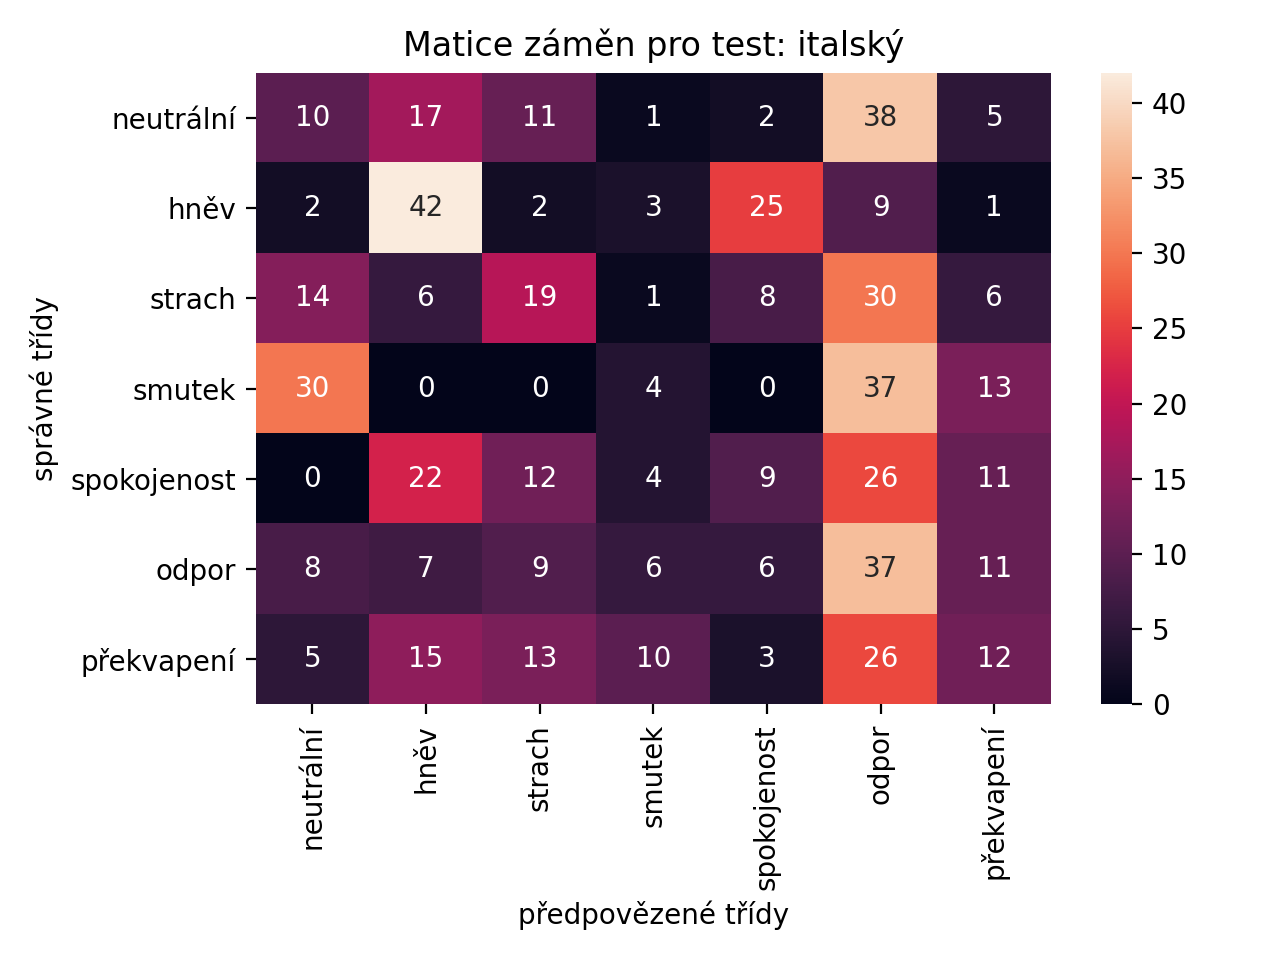 Matice záměn pro test: italský
správné třídy
neutrální 10 17 11 1 2 38 5
hněv 2 42 2 3 25 9 1
strach 14 6 19 1 8 30 6
smutek 30 0 0 4 0 37 13
spokojenost 0 22 12 4 9 26 11
odpor 8 7 9 6 6 37 11
překvapení 5 15 13 10 3 26 12
neutrální hněv strach smutek spokojenost odpor překvapení
předpovězené třídy
40
35
30
25
20
15
10
5
0